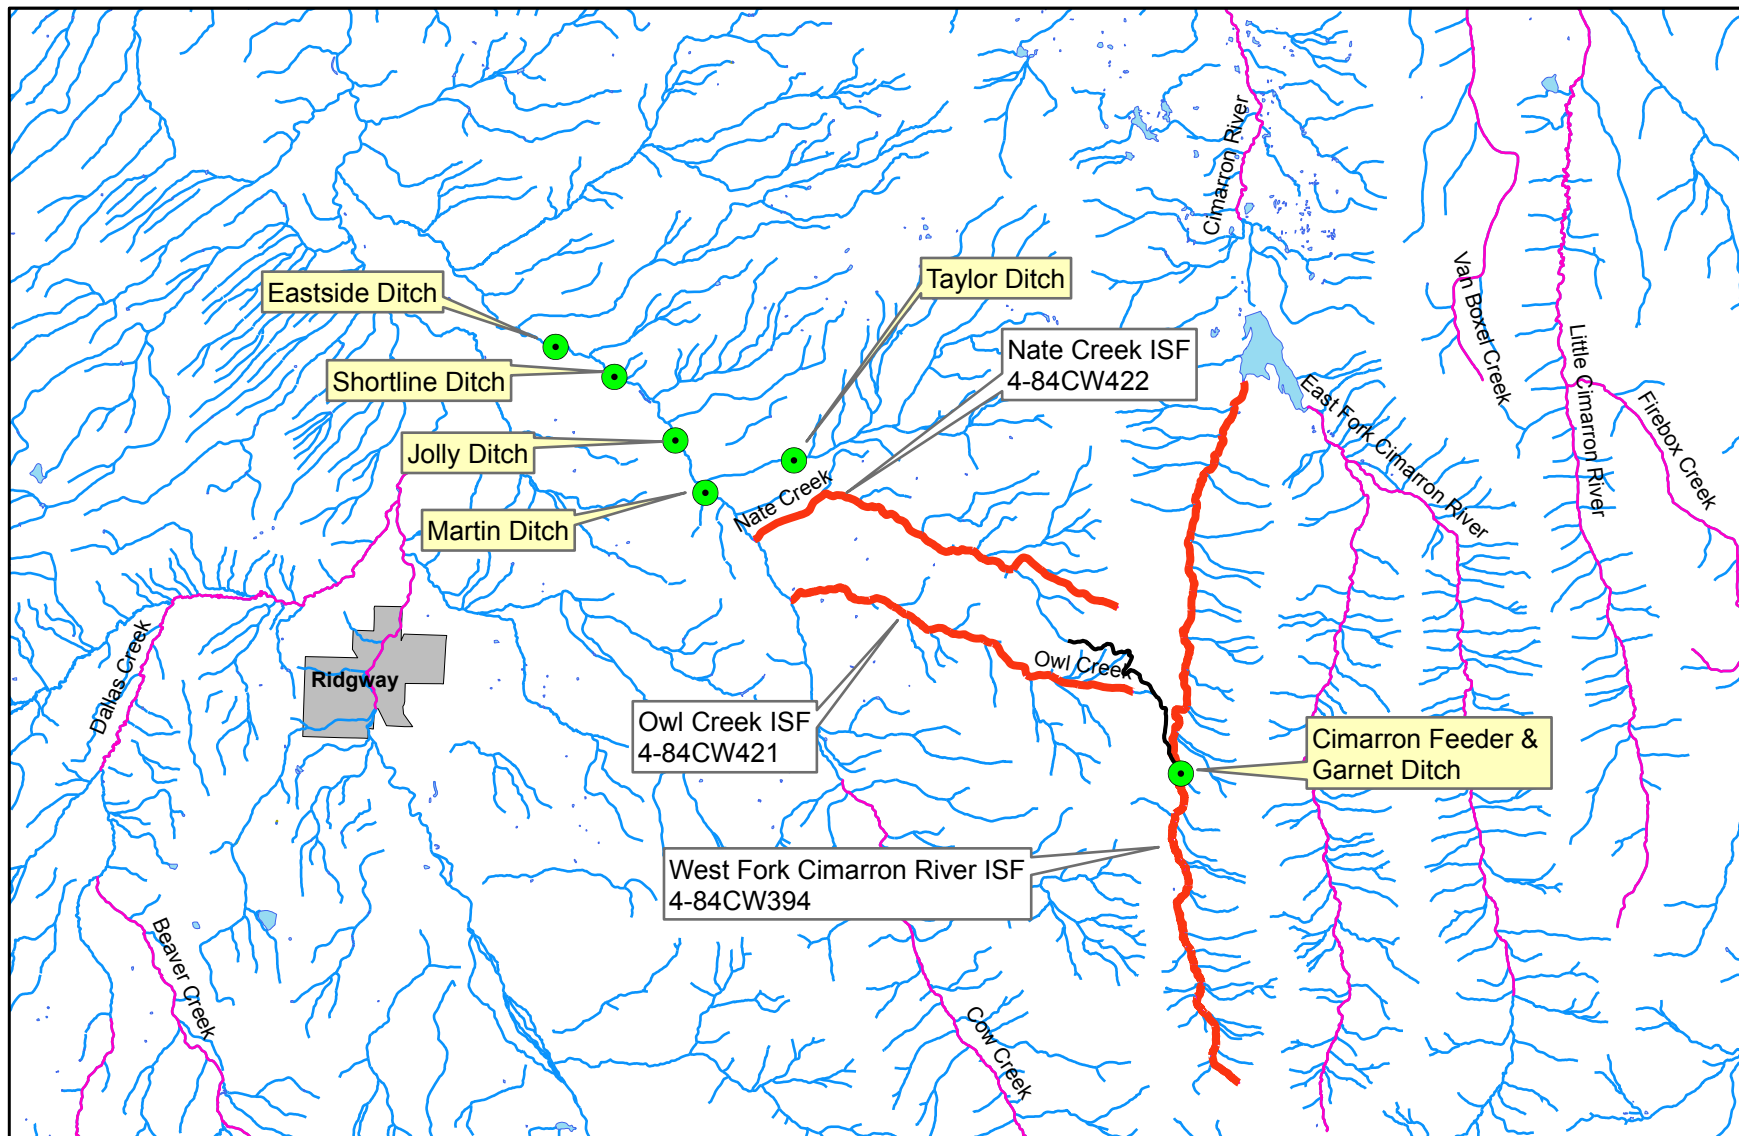 Cimarron River
Eastside Ditch
Taylor Ditch
Van Boxel Creek
Shortline Ditch
Nate Creek ISF
4-84CW422
Little Cimarron River
East Fork Cimarron River
Firebox Creek
Jolly Ditch
Nate Creek
Martin Ditch
Dallas Creek
Ridgway
Owl Creek
Owl Creek ISF
4-84CW421
Cimarron Feeder &
Garnet Ditch
West Fork Cimarron River ISF
4-84CW394
Beaver Creek
Cow Creek